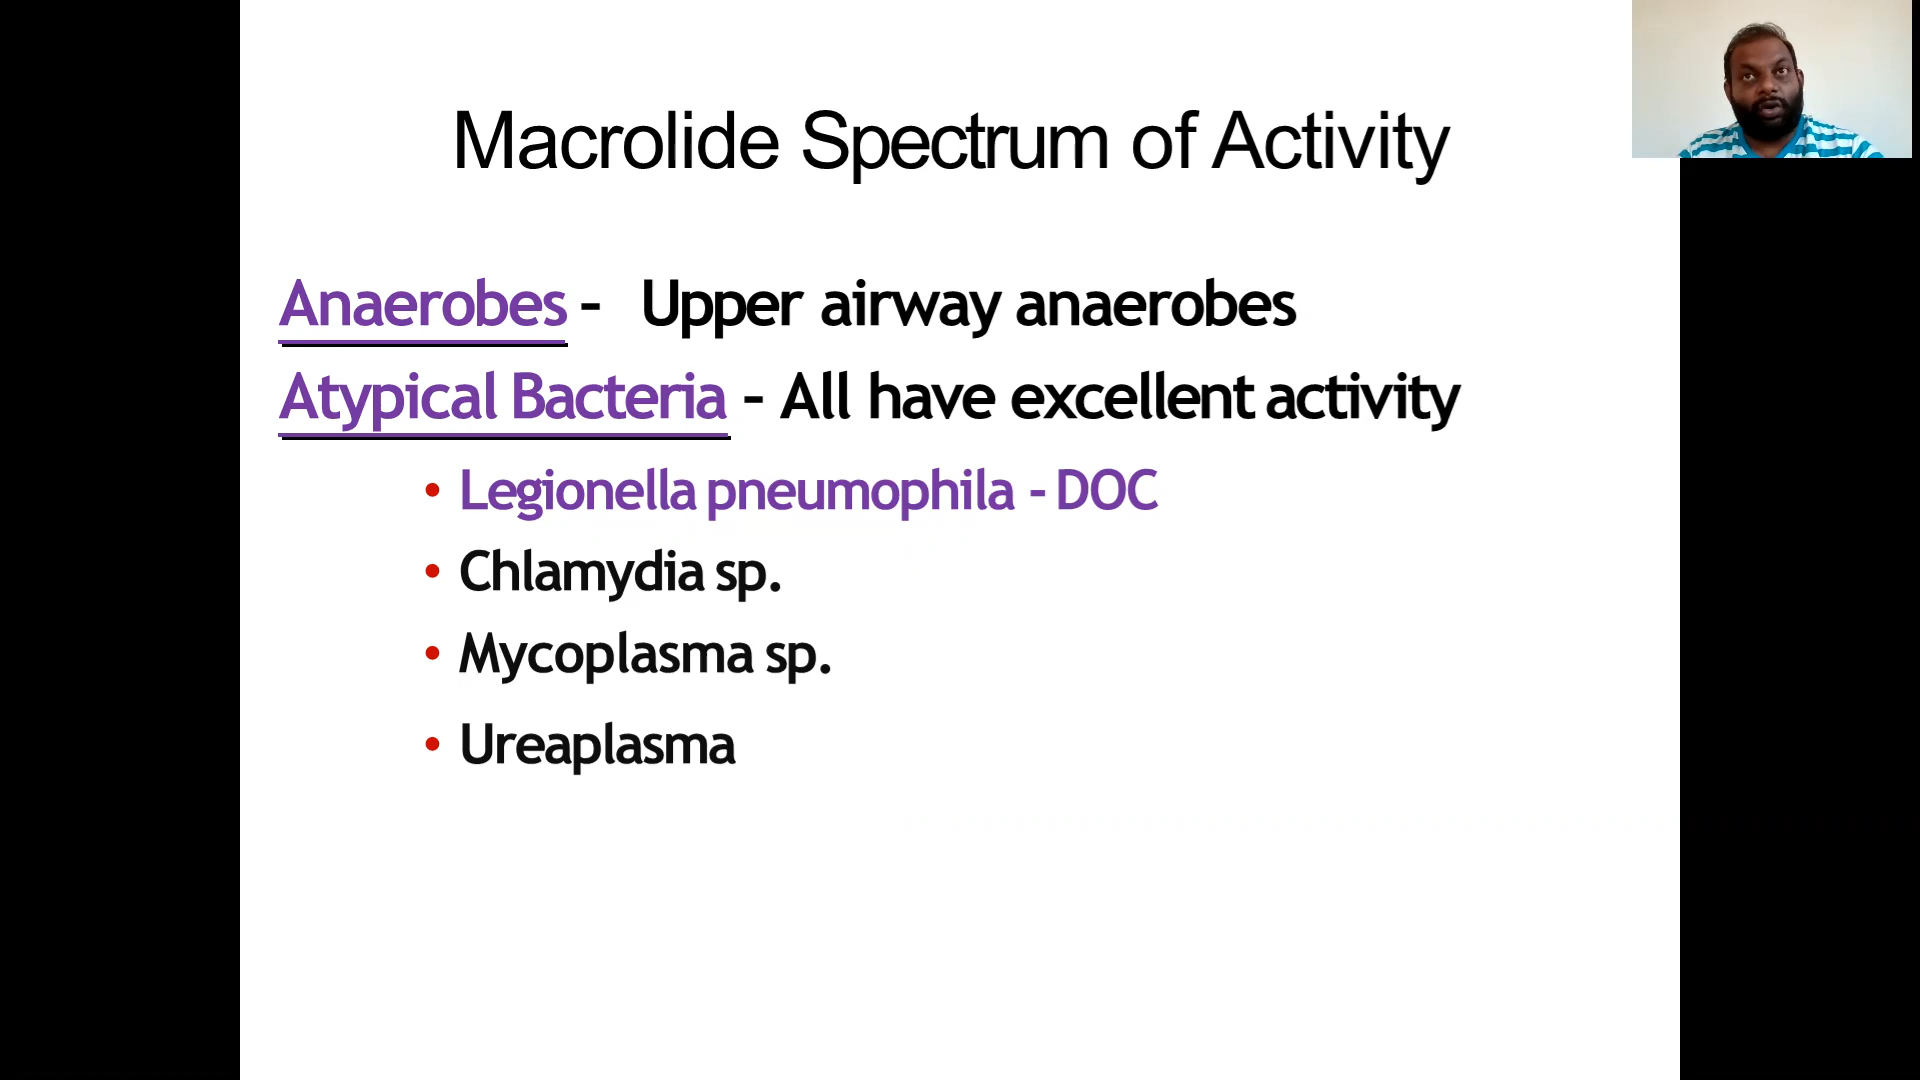 Macrolide Spectrum of Activity
Anaerobes – Upper airway anaerobes
Atypical Bacteria – All have excellent activity
• Legionella pneumophila - DOC
• Chlamydia sp.
• Mycoplasma sp.
• Ureaplasma